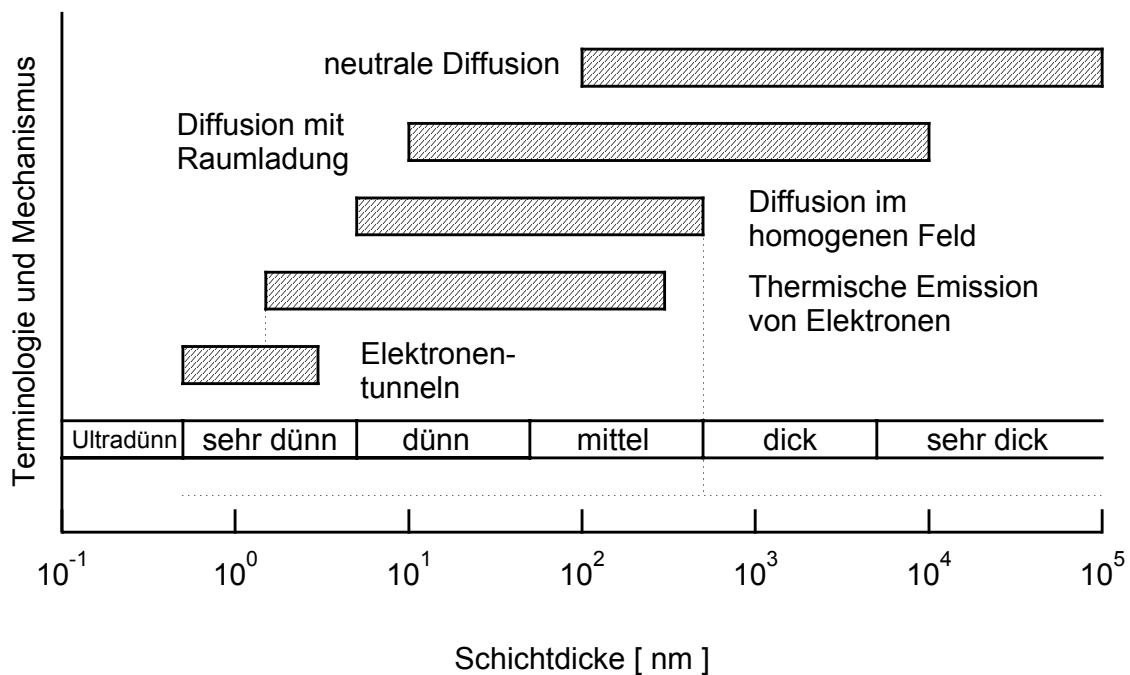 Terminologie und Mechanismus
neutrale Diffusion
Diffusion mit
Raumladung
Diffusion im
homogenen Feld
Thermische Emission
von Elektronen
Elektronen-
tunneln
Ultradünn sehr dünn dünn mittel dick sehr dick
10⁻¹ 10⁰ 10¹ 10² 10³ 10⁴ 10⁵
Schichtdicke [ nm ]